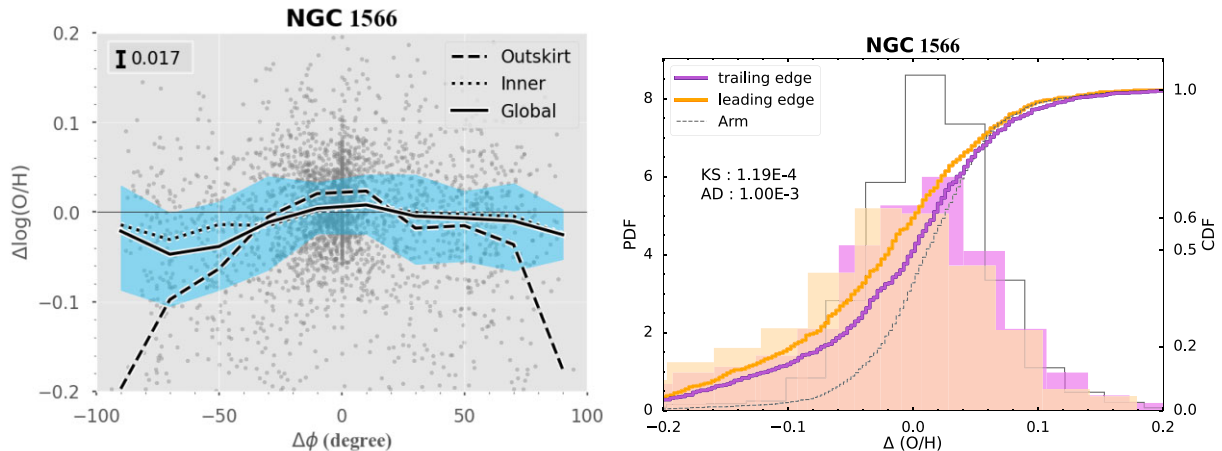 NGC 1566
0.017
Outskirt
Inner
Global
0.2
0.1
0.0
−0.1
−0.2
Δlog(O/H)
−100 −50 0 50 100
Δϕ (degree)
NGC 1566
trailing edge
leading edge
Arm
KS : 1.19E-4
AD : 1.00E-3
8
6
4
2
0
PDF
1.0
0.6
0.5
0.2
0.0
CDF
−0.2 −0.1 0.0 0.1 0.2
Δ (O/H)